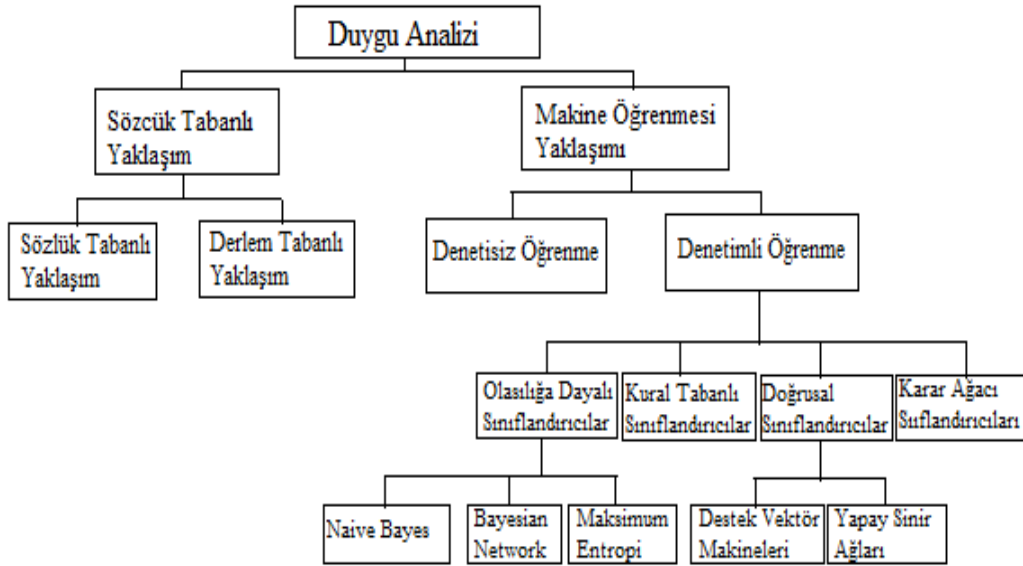 Duygu Analizi
Sözcük Tabanlı
Yaklaşım
Makine Öğrenmesi
Yaklaşımı
Sözlük Tabanlı
Yaklaşım
Derlem Tabanlı
Yaklaşım
Denetisiz Öğrenme
Denetimli Öğrenme
Olasılığa Dayalı
Sınıflandırıcılar
Kural Tabanlı
Sınıflandırıcılar
Doğrusal
Sınıflandırıcılar
Karar Ağacı
Sııflandırıcıları
Naive Bayes
Bayesian
Network
Maksimum
Entropi
Destek Vektör
Makineleri
Yapay Sinir
Ağları